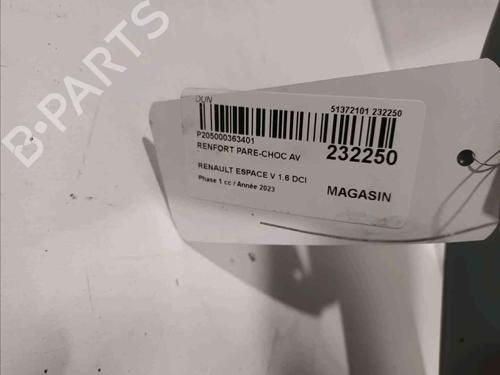 B-PARTS
DUN
51372101 232250
P205000363401
RENFORT PARE-CHOC AV
232250
RENAULT ESPACE V 1.6 DCI
Phase 1 cc / Année 2023
MAGASIN